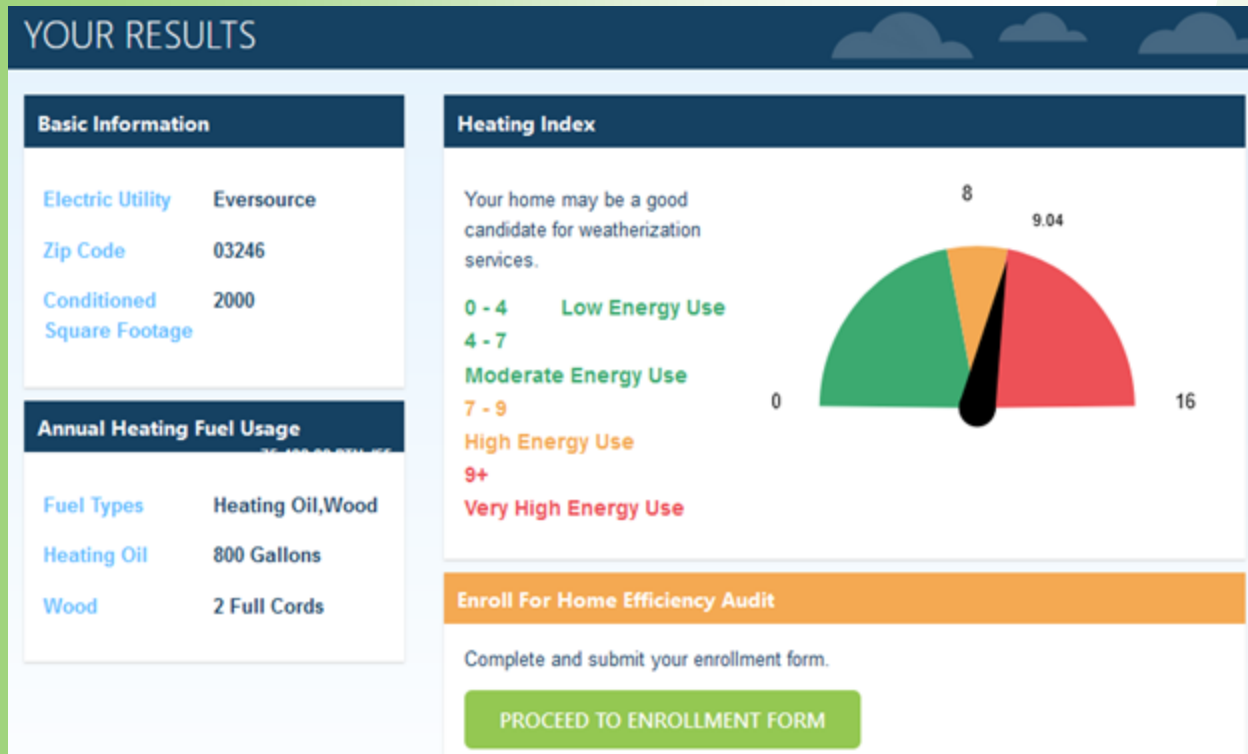 YOUR RESULTS
Basic Information
Electric Utility Eversource
Zip Code 03246
Conditioned 2000
Square Footage
Annual Heating Fuel Usage
Fuel Types Heating Oil,Wood
Heating Oil 800 Gallons
Wood 2 Full Cords
Heating Index
Your home may be a good
candidate for weatherization
services.
0 - 4 Low Energy Use
4 - 7
Moderate Energy Use
7 - 9
High Energy Use
9+
Very High Energy Use
8
9.04
0
16
Enroll For Home Efficiency Audit
Complete and submit your enrollment form.
PROCEED TO ENROLLMENT FORM